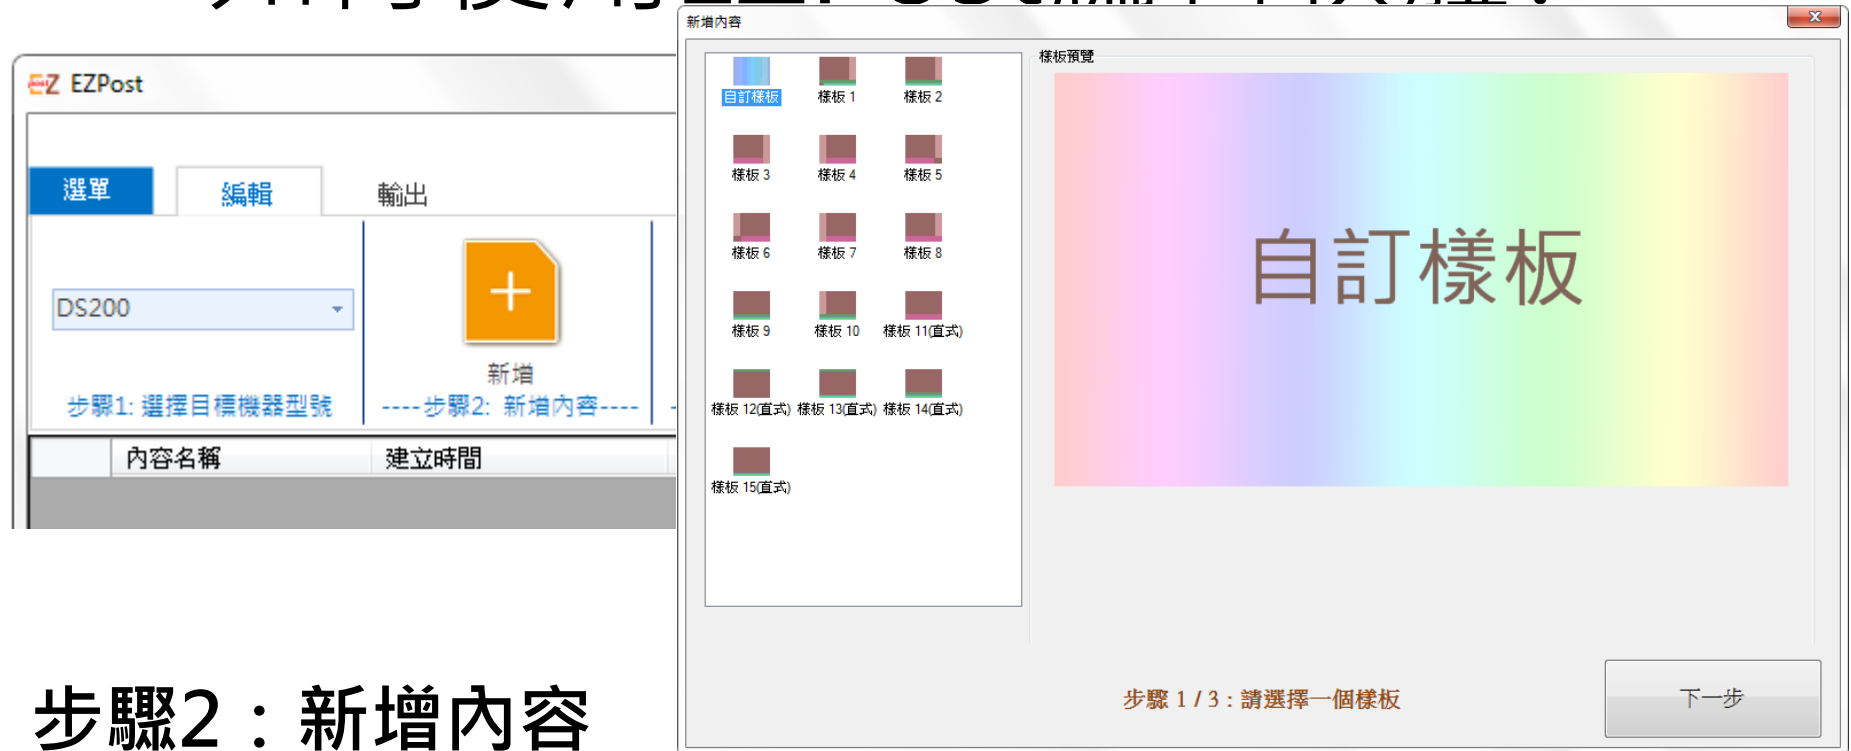 新增內容
EZ EZPost
選單 編輯 輸出
DS200
新增
步驟1: 選擇目標機器型號 ----步驟2: 新增內容----
內容名稱 建立時間
自訂樣板 樣板 1 樣板 2
樣板 3 樣板 4 樣板 5
樣板 6 樣板 7 樣板 8
樣板 9 樣板 10 樣板 11(直式)
樣板 12(直式) 樣板 13(直式) 樣板 14(直式)
樣板 15(直式)
樣板預覽
自訂樣板
步驟 1 / 3 : 請選擇一個樣板
下一步
步驟2：新增內容